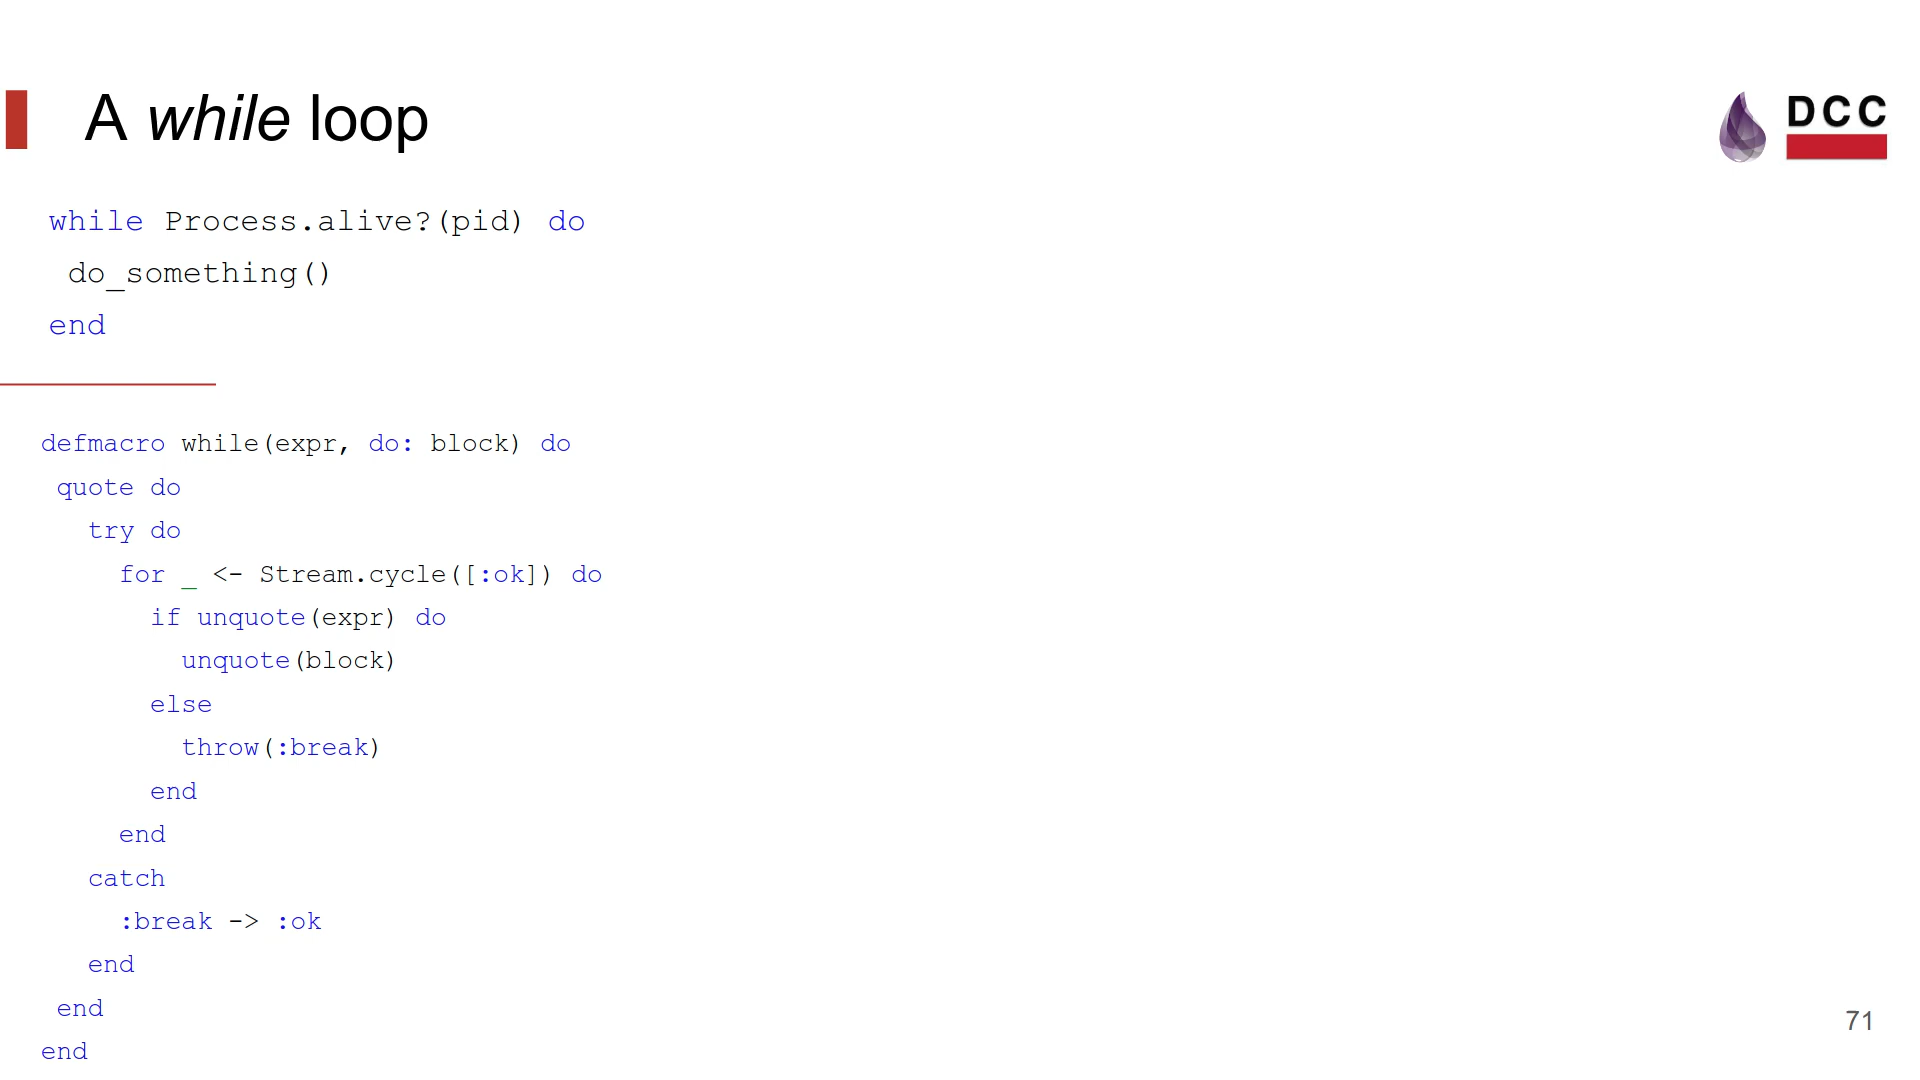 A while loop
DCC
while Process.alive?(pid) do
 do_something()
end
defmacro while(expr, do: block) do
 quote do
   try do
     for _ <- Stream.cycle([:ok]) do
       if unquote(expr) do
         unquote(block)
       else
         throw(:break)
       end
     end
   catch
     :break -> :ok
   end
 end
end
71